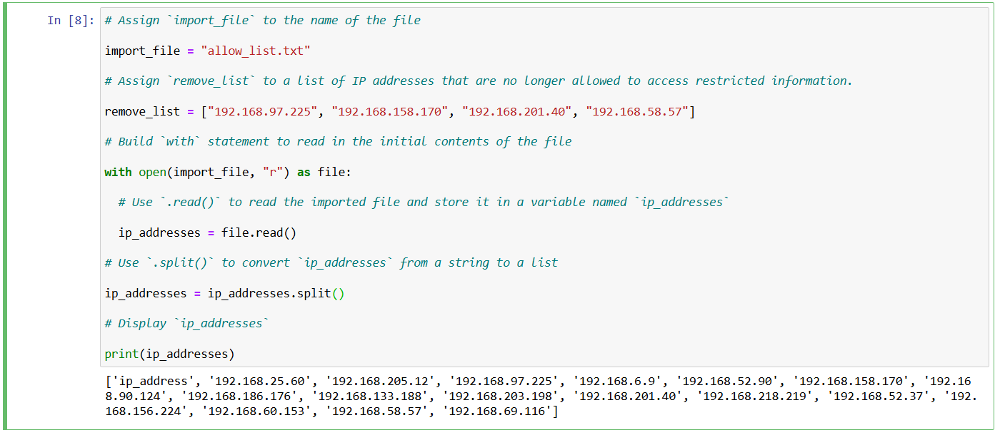 In [8]: # Assign `import_file` to the name of the file
import_file = "allow_list.txt"
# Assign `remove_list` to a list of IP addresses that are no longer allowed to access restricted information.
remove_list = ["192.168.97.225", "192.168.158.170", "192.168.201.40", "192.168.58.57"]
# Build `with` statement to read in the initial contents of the file
with open(import_file, "r") as file:
  # Use `.read()` to read the imported file and store it in a variable named `ip_addresses`
  ip_addresses = file.read()
# Use `.split()` to convert `ip_addresses` from a string to a list
ip_addresses = ip_addresses.split()
# Display `ip_addresses`
print(ip_addresses)
['ip_address', '192.168.25.60', '192.168.205.12', '192.168.97.225', '192.168.6.9', '192.168.52.90', '192.168.158.170', '192.16
8.90.124', '192.168.186.176', '192.168.133.188', '192.168.203.198', '192.168.201.40', '192.168.218.219', '192.168.52.37', '192.
168.156.224', '192.168.60.153', '192.168.58.57', '192.168.69.116']